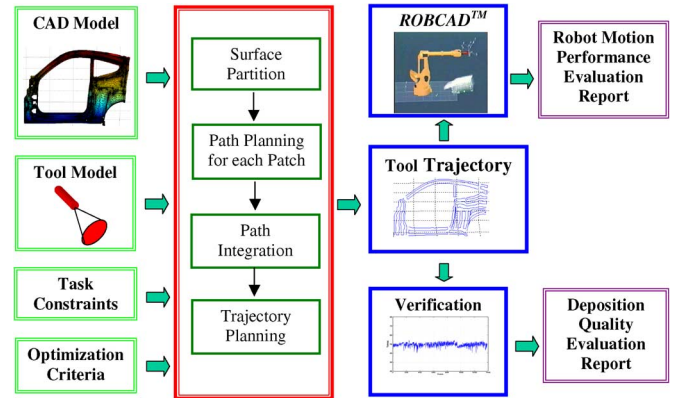 CAD Model
Tool Model
Task
Constraints
Optimization
Criteria
Surface
Partition
Path Planning
for each Patch
Path
Integration
Trajectory
Planning
ROBCAD™
Tool Trajectory
Verification
Robot Motion
Performance
Evaluation
Report
Deposition
Quality
Evaluation
Report